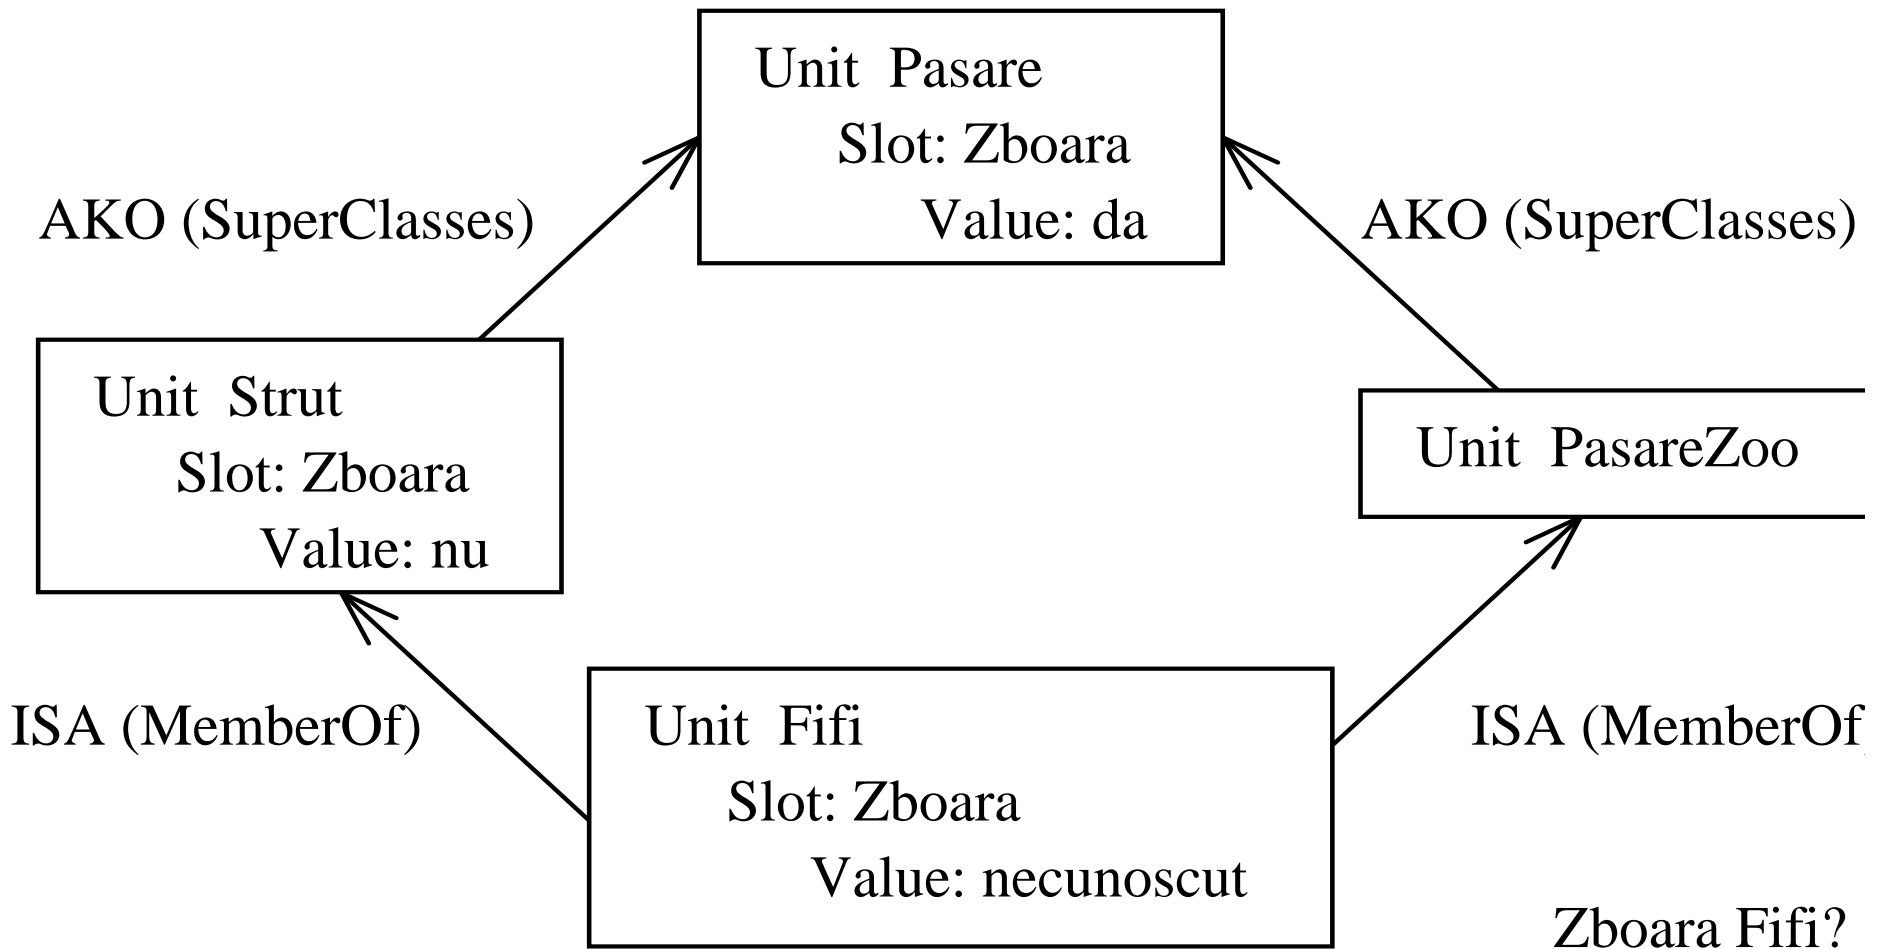 Unit Pasare
Slot: Zboara
Value: da
AKO (SuperClasses)
AKO (SuperClasses)
Unit Strut
Slot: Zboara
Value: nu
Unit PasareZoo
ISA (MemberOf)
Unit Fifi
Slot: Zboara
Value: necunoscut
ISA (MemberOf
Zboara Fifi?